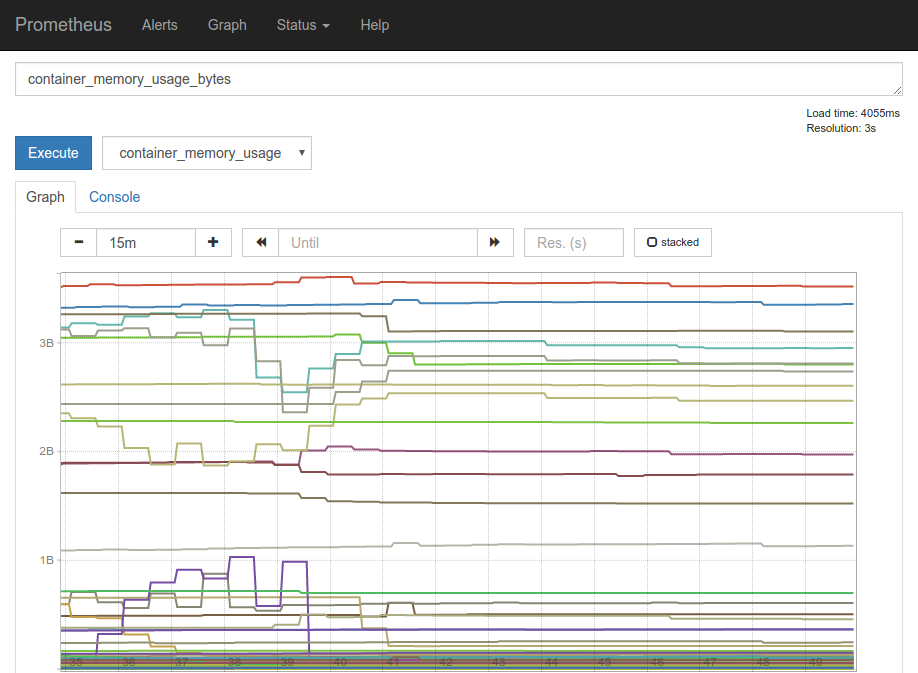 Prometheus Alerts Graph Status Help
container_memory_usage_bytes
Load time: 4055ms
Resolution: 3s
Execute container_memory_usage
Graph Console
15m Until Res. (s) stacked
3B
2B
1B
35 36 37 38 39 40 41 42 43 44 45 46 47 48 49